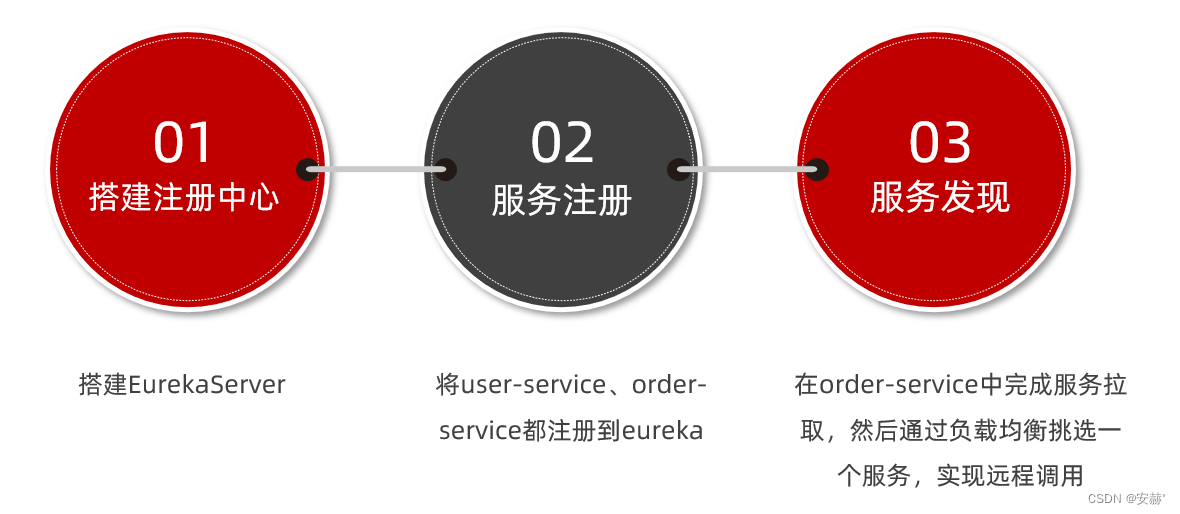 01
搭建注册中心
02
服务注册
03
服务发现
搭建EurekaServer
将user-service、order-
service都注册到eureka
在order-service中完成服务拉
取，然后通过负载均衡挑选一
个服务，实现远程调用
CSDN @安赫'